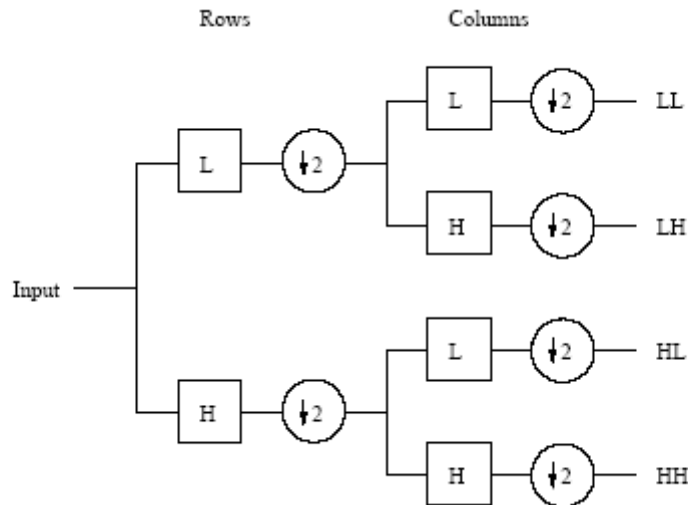 Rows Columns
L ↓2 LL
L ↓2
H ↓2 LH
Input
L ↓2 HL
H ↓2
H ↓2 HH